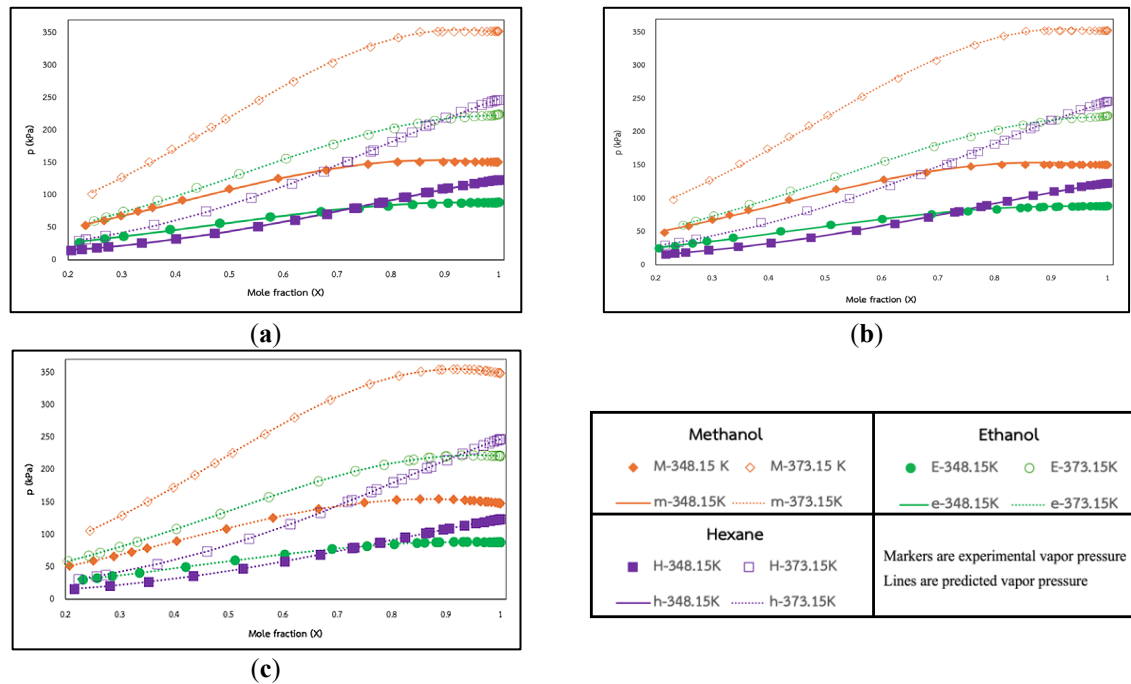 350
300
250
200
150
100
50
0
p (kPa)
0.2 0.3 0.4 0.5 0.6 0.7 0.8 0.9 1
Mole fraction (X)
(a)
350
300
250
200
150
100
50
0
p (kPa)
0.2 0.3 0.4 0.5 0.6 0.7 0.8 0.9 1
Mole fraction (X)
(b)
350
300
250
200
150
100
50
0
p (kPa)
0.2 0.3 0.4 0.5 0.6 0.7 0.8 0.9 1
Mole fraction (X)
(c)
Methanol
M-348.15 K M-373.15 K
m-348.15K m-373.15K
Ethanol
E-348.15K E-373.15K
e-348.15K e-373.15K
Hexane
H-348.15K H-373.15K
h-348.15K h-373.15K
Markers are experimental vapor pressure
Lines are predicted vapor pressure